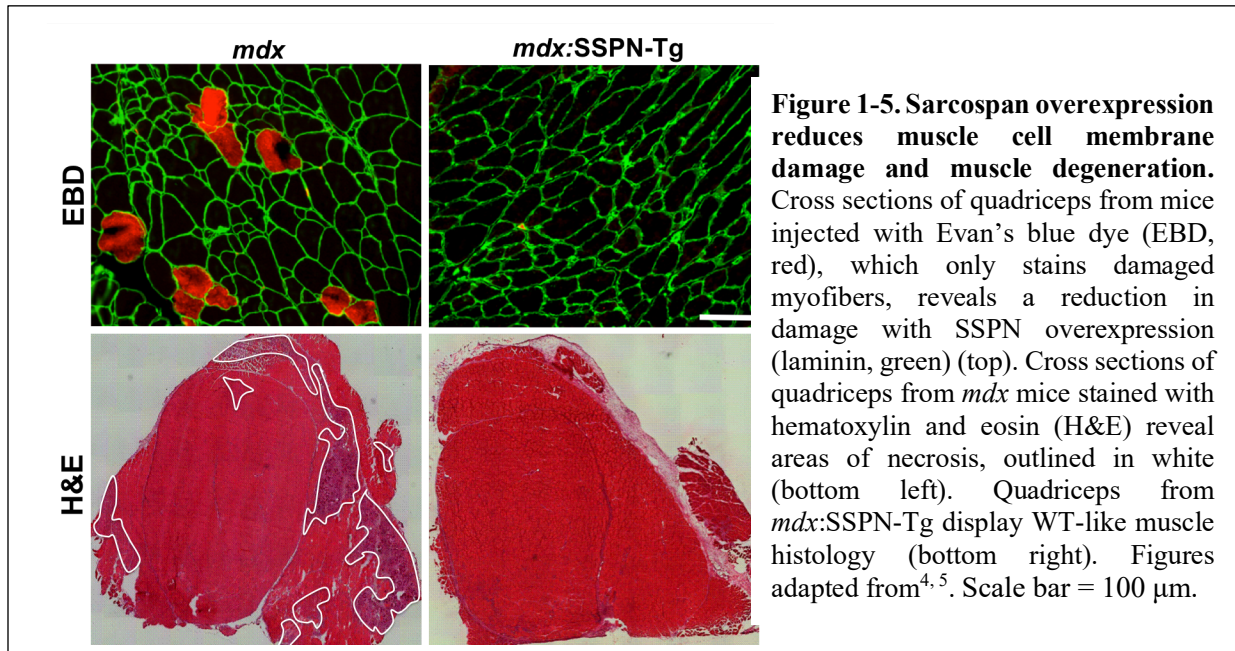 mdx
mdx:SSPN-Tg
EBD
H&E
Figure 1-5. Sarcospan overexpression
reduces muscle cell membrane
damage and muscle degeneration.
Cross sections of quadriceps from mice
injected with Evan’s blue dye (EBD,
red), which only stains damaged
myofibers, reveals a reduction in
damage with SSPN overexpression
(laminin, green) (top). Cross sections of
quadriceps from mdx mice stained with
hematoxylin and eosin (H&E) reveal
areas of necrosis, outlined in white
(bottom left). Quadriceps from
mdx:SSPN-Tg display WT-like muscle
histology (bottom right). Figures
adapted from4, 5. Scale bar = 100 μm.